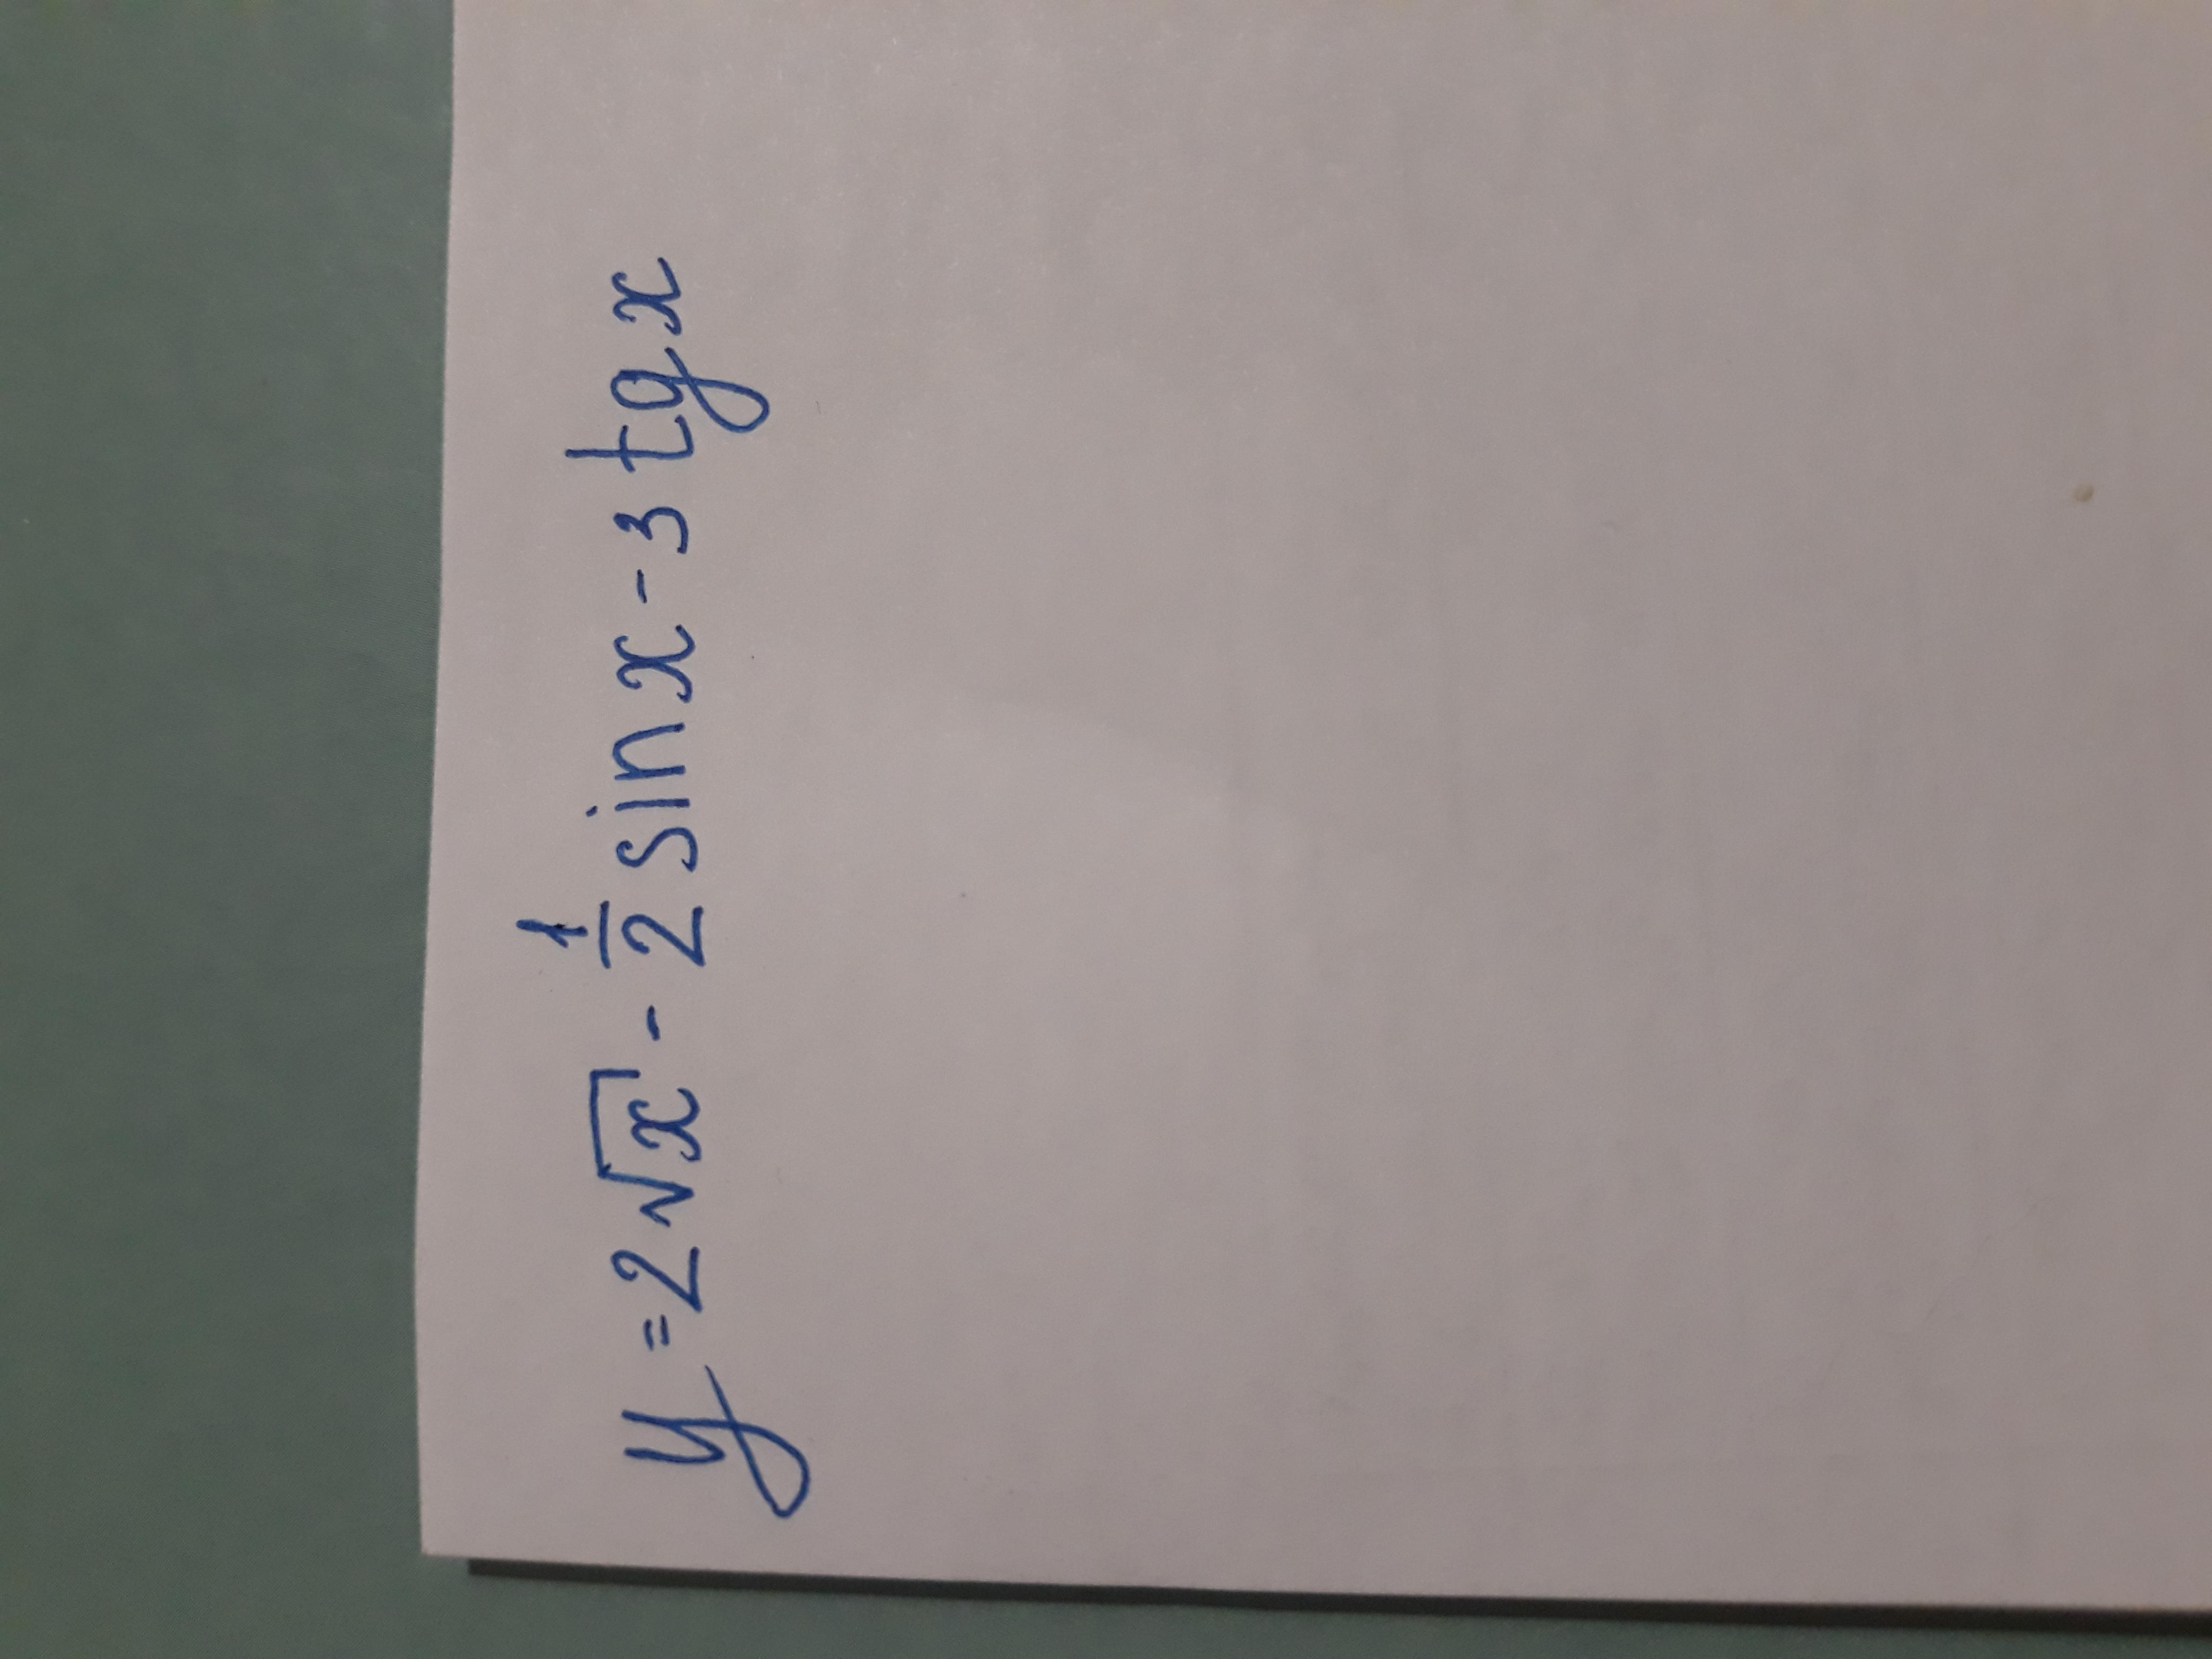 y = 2√x - 1/2 sin x - 3 tg x